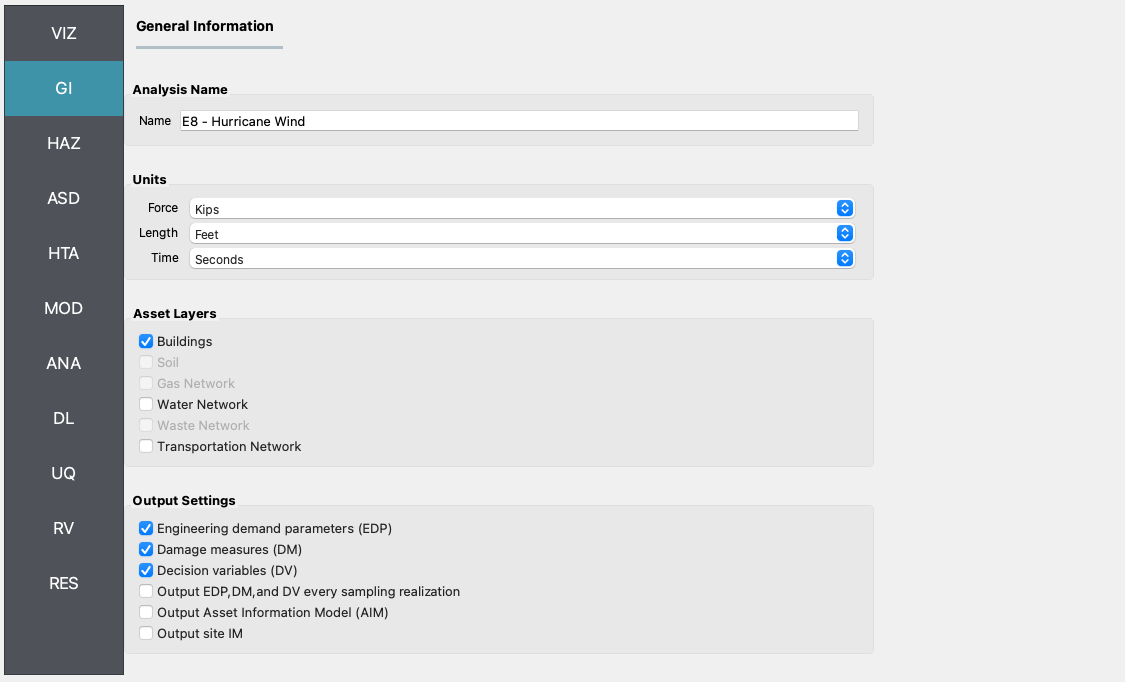 VIZ
GI
HAZ
ASD
HTA
MOD
ANA
DL
UQ
RV
RES
General Information
Analysis Name
Name E8 - Hurricane Wind
Units
Force Kips
Length Feet
Time Seconds
Asset Layers
Buildings
Soil
Gas Network
Water Network
Waste Network
Transportation Network
Output Settings
Engineering demand parameters (EDP)
Damage measures (DM)
Decision variables (DV)
Output EDP,DM,and DV every sampling realization
Output Asset Information Model (AIM)
Output site IM